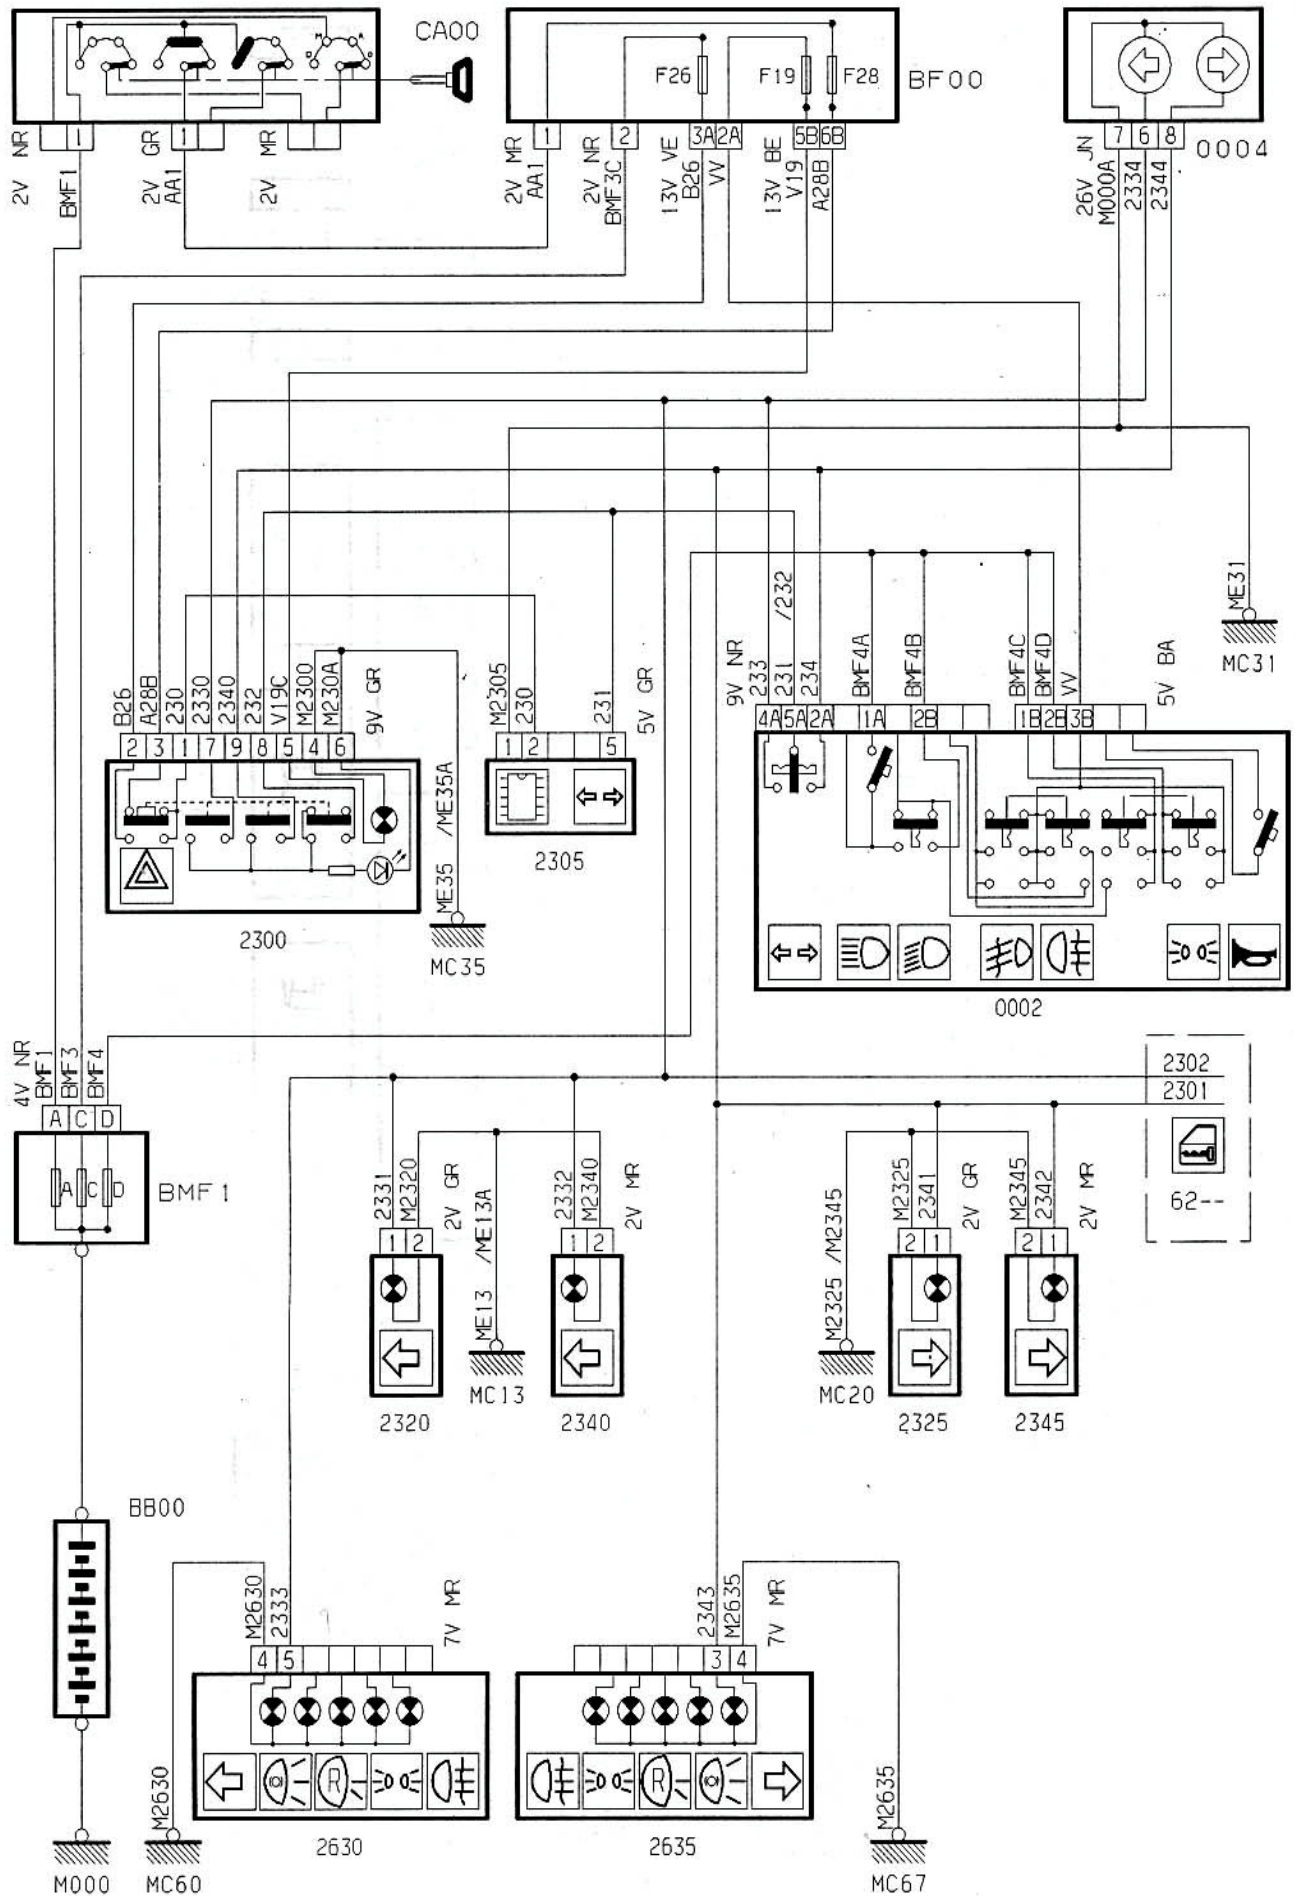 CA00
M A
D D
F26 F19 F28
BF00
0004
1 1 1 2 3A 2A 5B 6B 7 6 8
2V NR
BMF1
2V GR
AA1
2V MR
2V MR
AA1
2V NR
BMF3C
13V VE
B26
VV
13V BE
V19
A28B
26V JN
M000A
2334
2344
ME31
MC31
B26
A28B
230
2330
2340
232
V19C
M2300
M230A
9V GR
2 3 1 7 9 8 5 4 6
2300
ME35 /ME35A
MC35
M2305
230
231
5V GR
1 2 5
2305
9V NR
233
231 /232
234
BMF4A
BMF4B
BMF4C
BMF4D
VV
5V BA
4A 5A 2A 1A 2B 1B 2B 3B
0002
4V NR
BMF1
BMF3
BMF4
A C D
A C D
BMF1
2302
2301
62--
2331
M2320
2V GR
1 2
2320
ME13 /ME13A
MC13
2332
M2340
2V MR
1 2
2340
M2325 /M2345
MC20
M2325
2341
2V GR
2 1
2325
M2345
2342
2V MR
2 1
2345
BB00
M000
M2630
MC60
M2630
2333
7V MR
4 5
R
2630
2343
M2635
7V MR
3 4
R
2635
M2635
MC67